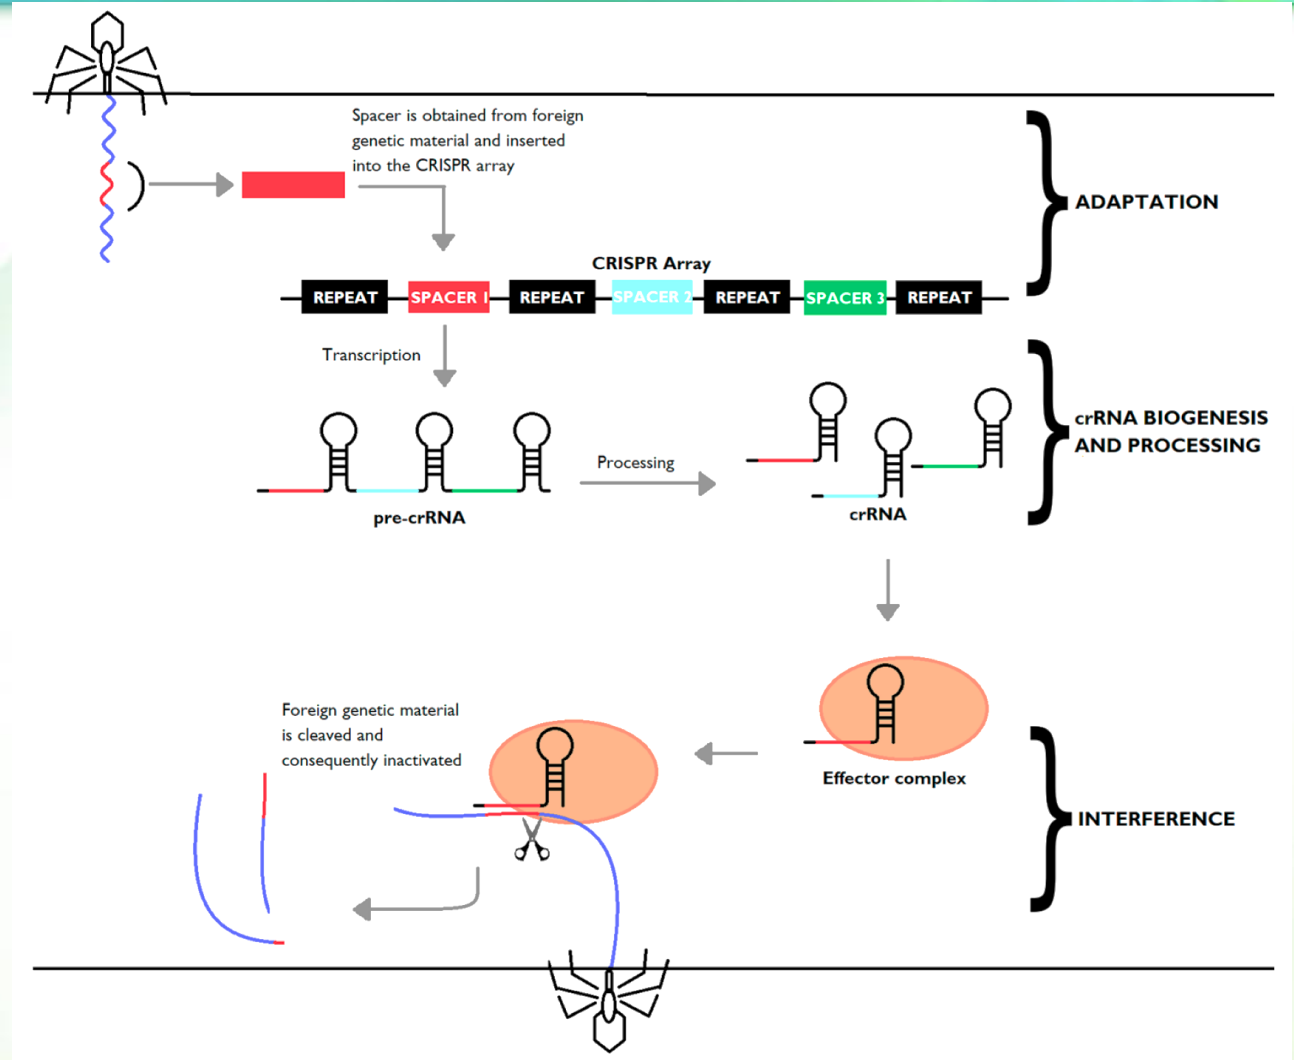 Spacer is obtained from foreign
genetic material and inserted
into the CRISPR array
ADAPTATION
CRISPR Array
REPEAT SPACER 1 REPEAT SPACER 2 REPEAT SPACER 3 REPEAT
Transcription
crRNA BIOGENESIS
AND PROCESSING
Processing
pre-crRNA
crRNA
Foreign genetic material
is cleaved and
consequently inactivated
Effector complex
INTERFERENCE